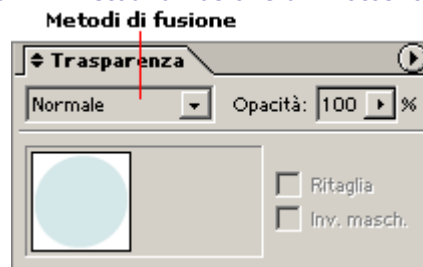 Metodi di fusione
Trasparenza
Normale Opacità: 100 %
Ritaglia
Inv. masch.